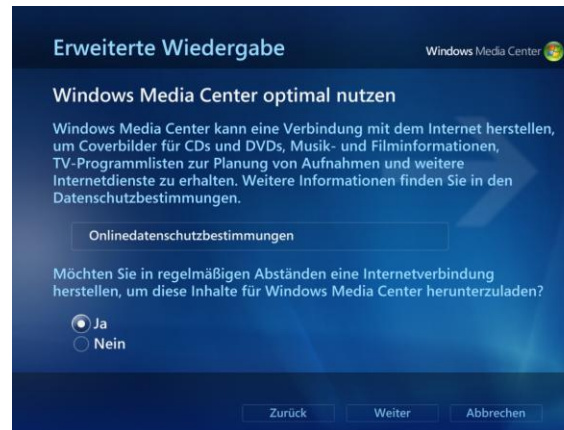 Erweiterte Wiedergabe
Windows Media Center
Windows Media Center optimal nutzen
Windows Media Center kann eine Verbindung mit dem Internet herstellen,
um Coverbilder für CDs und DVDs, Musik- und Filminformationen,
TV-Programmlisten zur Planung von Aufnahmen und weitere
Internetdienste zu erhalten. Weitere Informationen finden Sie in den
Datenschutzbestimmungen.
Onlinedatenschutzbestimmungen
Möchten Sie in regelmäßigen Abständen eine Internetverbindung
herstellen, um diese Inhalte für Windows Media Center herunterzuladen?
Ja
Nein
Zurück Weiter Abbrechen